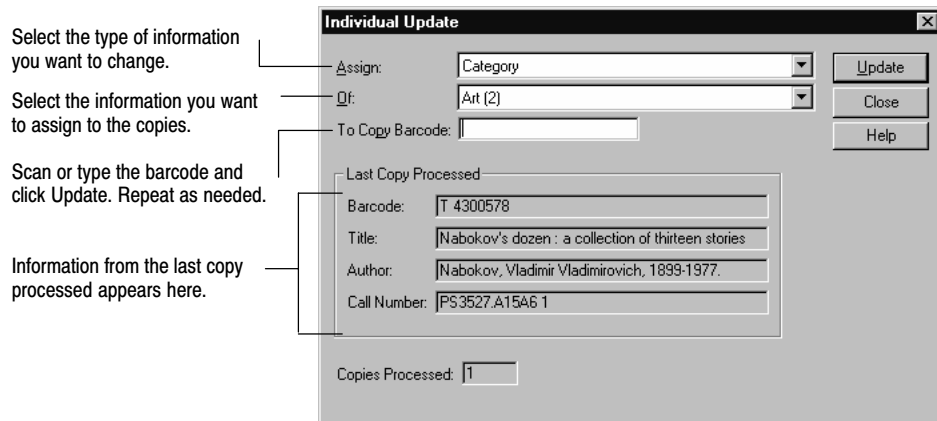 Individual Update
Select the type of information
you want to change.
Assign: Category Update
Select the information you want
to assign to the copies.
Of: Art (2) Close
To Copy Barcode: Help
Scan or type the barcode and
click Update. Repeat as needed.
Last Copy Processed
Barcode: T 4300578
Title: Nabokov's dozen : a collection of thirteen stories
Information from the last copy
processed appears here.
Author: Nabokov, Vladimir Vladimirovich, 1899-1977.
Call Number: PS3527.A15A6 1
Copies Processed: 1